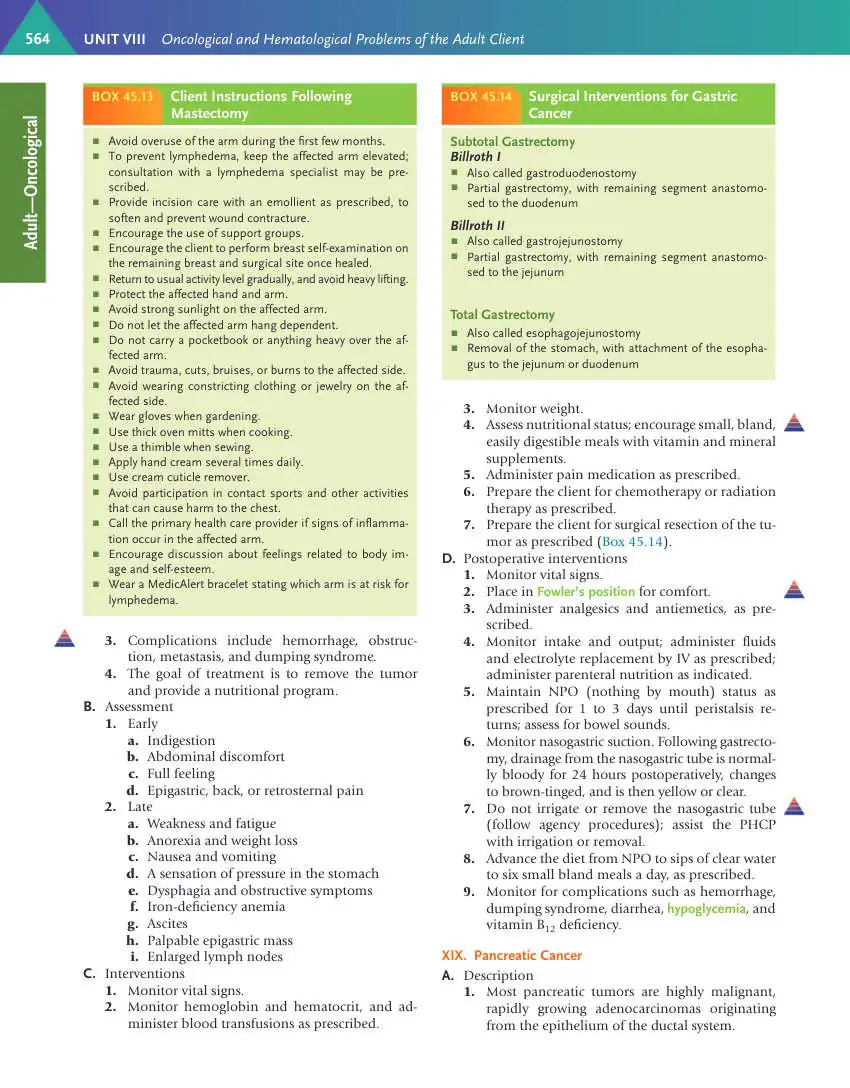 564
UNIT VIII Oncological and Hematological Problems of the Adult Client
Adult—Oncological
BOX 45.13 Client Instructions Following
Mastectomy
■ Avoid overuse of the arm during the first few months.
■ To prevent lymphedema, keep the affected arm elevated;
consultation with a lymphedema specialist may be pre-
scribed.
■ Provide incision care with an emollient as prescribed, to
soften and prevent wound contracture.
■ Encourage the use of support groups.
■ Encourage the client to perform breast self-examination on
the remaining breast and surgical site once healed.
■ Return to usual activity level gradually, and avoid heavy lifting.
■ Protect the affected hand and arm.
■ Avoid strong sunlight on the affected arm.
■ Do not let the affected arm hang dependent.
■ Do not carry a pocketbook or anything heavy over the af-
fected arm.
■ Avoid trauma, cuts, bruises, or burns to the affected side.
■ Avoid wearing constricting clothing or jewelry on the af-
fected side.
■ Wear gloves when gardening.
■ Use thick oven mitts when cooking.
■ Use a thimble when sewing.
■ Apply hand cream several times daily.
■ Use cream cuticle remover.
■ Avoid participation in contact sports and other activities
that can cause harm to the chest.
■ Call the primary health care provider if signs of inflamma-
tion occur in the affected arm.
■ Encourage discussion about feelings related to body im-
age and self-esteem.
■ Wear a MedicAlert bracelet stating which arm is at risk for
lymphedema.
3. Complications include hemorrhage, obstruc-
tion, metastasis, and dumping syndrome.
4. The goal of treatment is to remove the tumor
and provide a nutritional program.
B. Assessment
1. Early
a. Indigestion
b. Abdominal discomfort
c. Full feeling
d. Epigastric, back, or retrosternal pain
2. Late
a. Weakness and fatigue
b. Anorexia and weight loss
c. Nausea and vomiting
d. A sensation of pressure in the stomach
e. Dysphagia and obstructive symptoms
f. Iron-deficiency anemia
g. Ascites
h. Palpable epigastric mass
i. Enlarged lymph nodes
C. Interventions
1. Monitor vital signs.
2. Monitor hemoglobin and hematocrit, and ad-
minister blood transfusions as prescribed.
BOX 45.14 Surgical Interventions for Gastric
Cancer
Subtotal Gastrectomy
Billroth I
■ Also called gastroduodenostomy
■ Partial gastrectomy, with remaining segment anastomo-
sed to the duodenum
Billroth II
■ Also called gastrojejunostomy
■ Partial gastrectomy, with remaining segment anastomo-
sed to the jejunum
Total Gastrectomy
■ Also called esophagojejunostomy
■ Removal of the stomach, with attachment of the esopha-
gus to the jejunum or duodenum
3. Monitor weight.
4. Assess nutritional status; encourage small, bland,
easily digestible meals with vitamin and mineral
supplements.
5. Administer pain medication as prescribed.
6. Prepare the client for chemotherapy or radiation
therapy as prescribed.
7. Prepare the client for surgical resection of the tu-
mor as prescribed (Box 45.14).
D. Postoperative interventions
1. Monitor vital signs.
2. Place in Fowler's position for comfort.
3. Administer analgesics and antiemetics, as pre-
scribed.
4. Monitor intake and output; administer fluids
and electrolyte replacement by IV as prescribed;
administer parenteral nutrition as indicated.
5. Maintain NPO (nothing by mouth) status as
prescribed for 1 to 3 days until peristalsis re-
turns; assess for bowel sounds.
6. Monitor nasogastric suction. Following gastrecto-
my, drainage from the nasogastric tube is normal-
ly bloody for 24 hours postoperatively, changes
to brown-tinged, and is then yellow or clear.
7. Do not irrigate or remove the nasogastric tube
(follow agency procedures); assist the PHCP
with irrigation or removal.
8. Advance the diet from NPO to sips of clear water
to six small bland meals a day, as prescribed.
9. Monitor for complications such as hemorrhage,
dumping syndrome, diarrhea, hypoglycemia, and
vitamin B12 deficiency.
XIX. Pancreatic Cancer
A. Description
1. Most pancreatic tumors are highly malignant,
rapidly growing adenocarcinomas originating
from the epithelium of the ductal system.